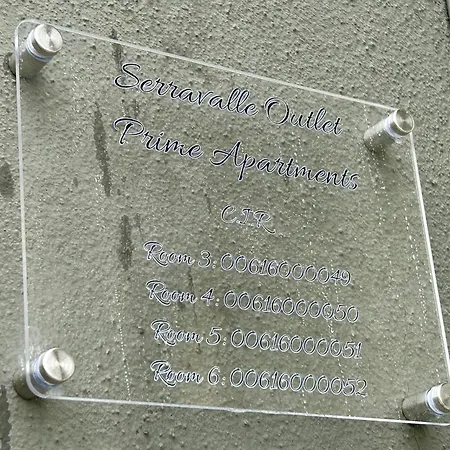 Serravalle Outlet
Prime Apartments
C.I.R.
Room 3: 00616000049
Room 4: 00616000050
Room 5: 00616000051
Room 6: 00616000052